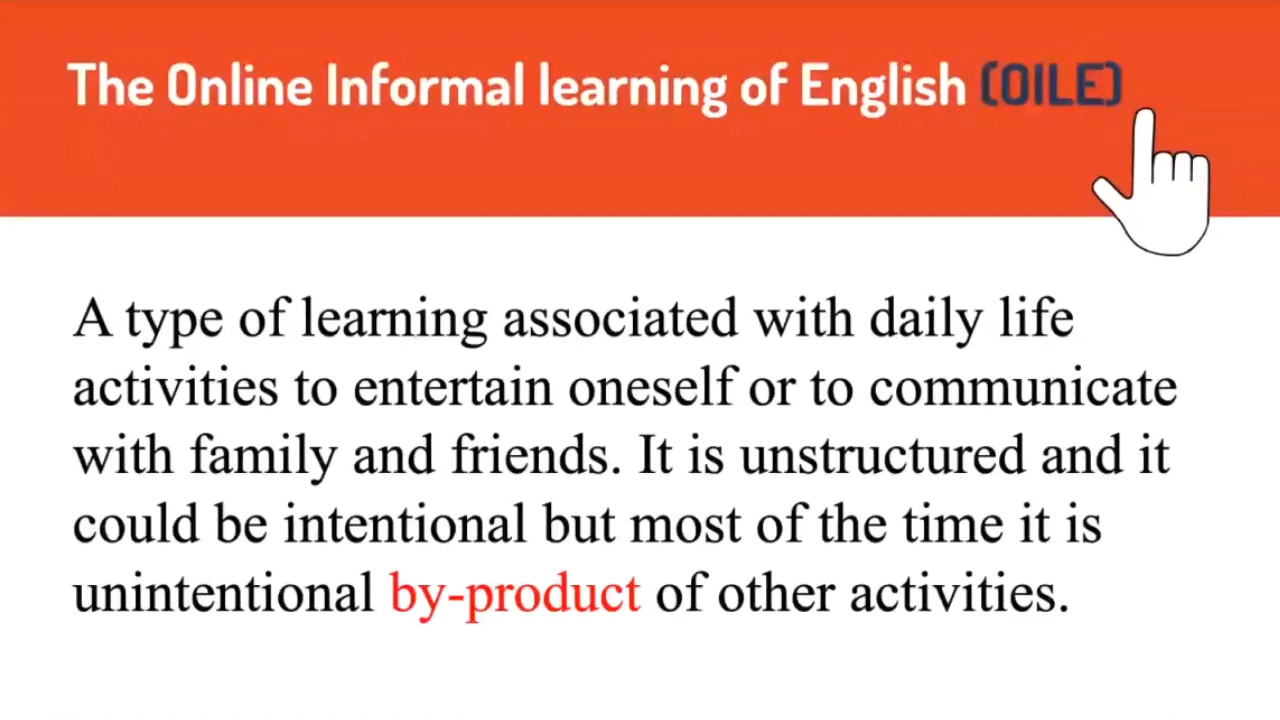 The Online Informal learning of English (OILE)
A type of learning associated with daily life
activities to entertain oneself or to communicate
with family and friends. It is unstructured and it
could be intentional but most of the time it is
unintentional by-product of other activities.